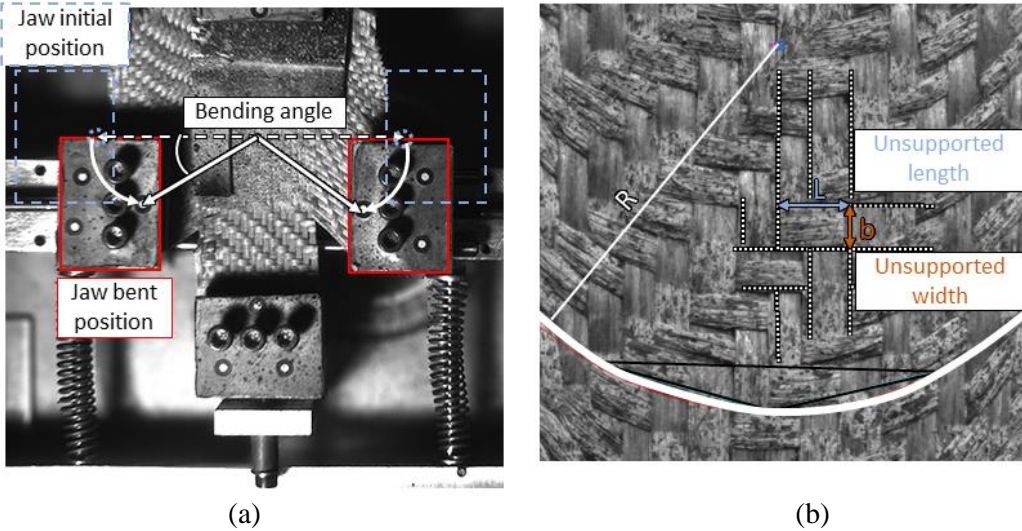 Jaw initial
position
Bending angle
Jaw bent
position
(a)
R
L
b
Unsupported
length
Unsupported
width
(b)